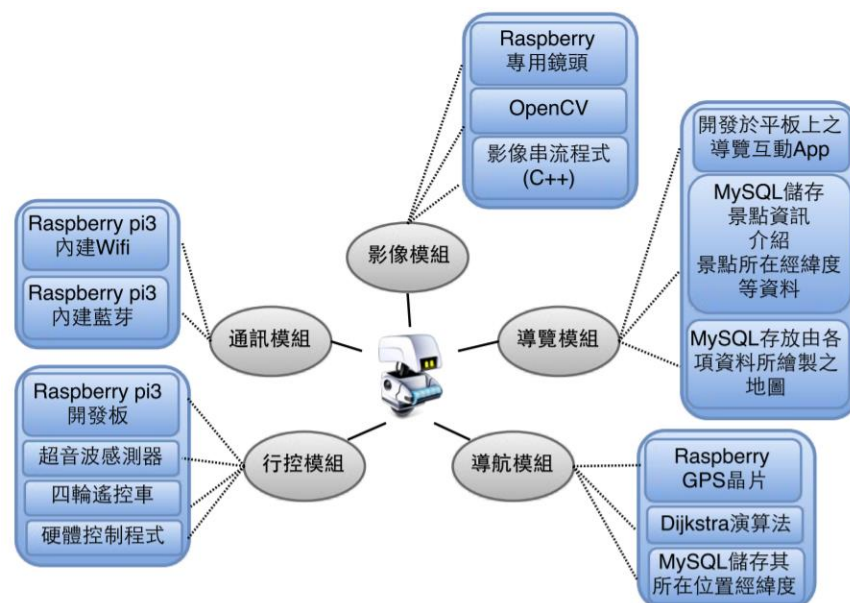 Raspberry
專用鏡頭
OpenCV
影像串流程式
(C++)
影像模組
開發於平板上之
導覽互動App
MySQL儲存
景點資訊
介紹
景點所在經緯度
等資料
MySQL存放由各
項資料所繪製之
地圖
導覽模組
Raspberry pi3
內建Wifi
Raspberry pi3
內建藍芽
通訊模組
Raspberry pi3
開發板
超音波感測器
四輪遙控車
硬體控制程式
行控模組
導航模組
Raspberry
GPS晶片
Dijkstra演算法
MySQL儲存其
所在位置經緯度